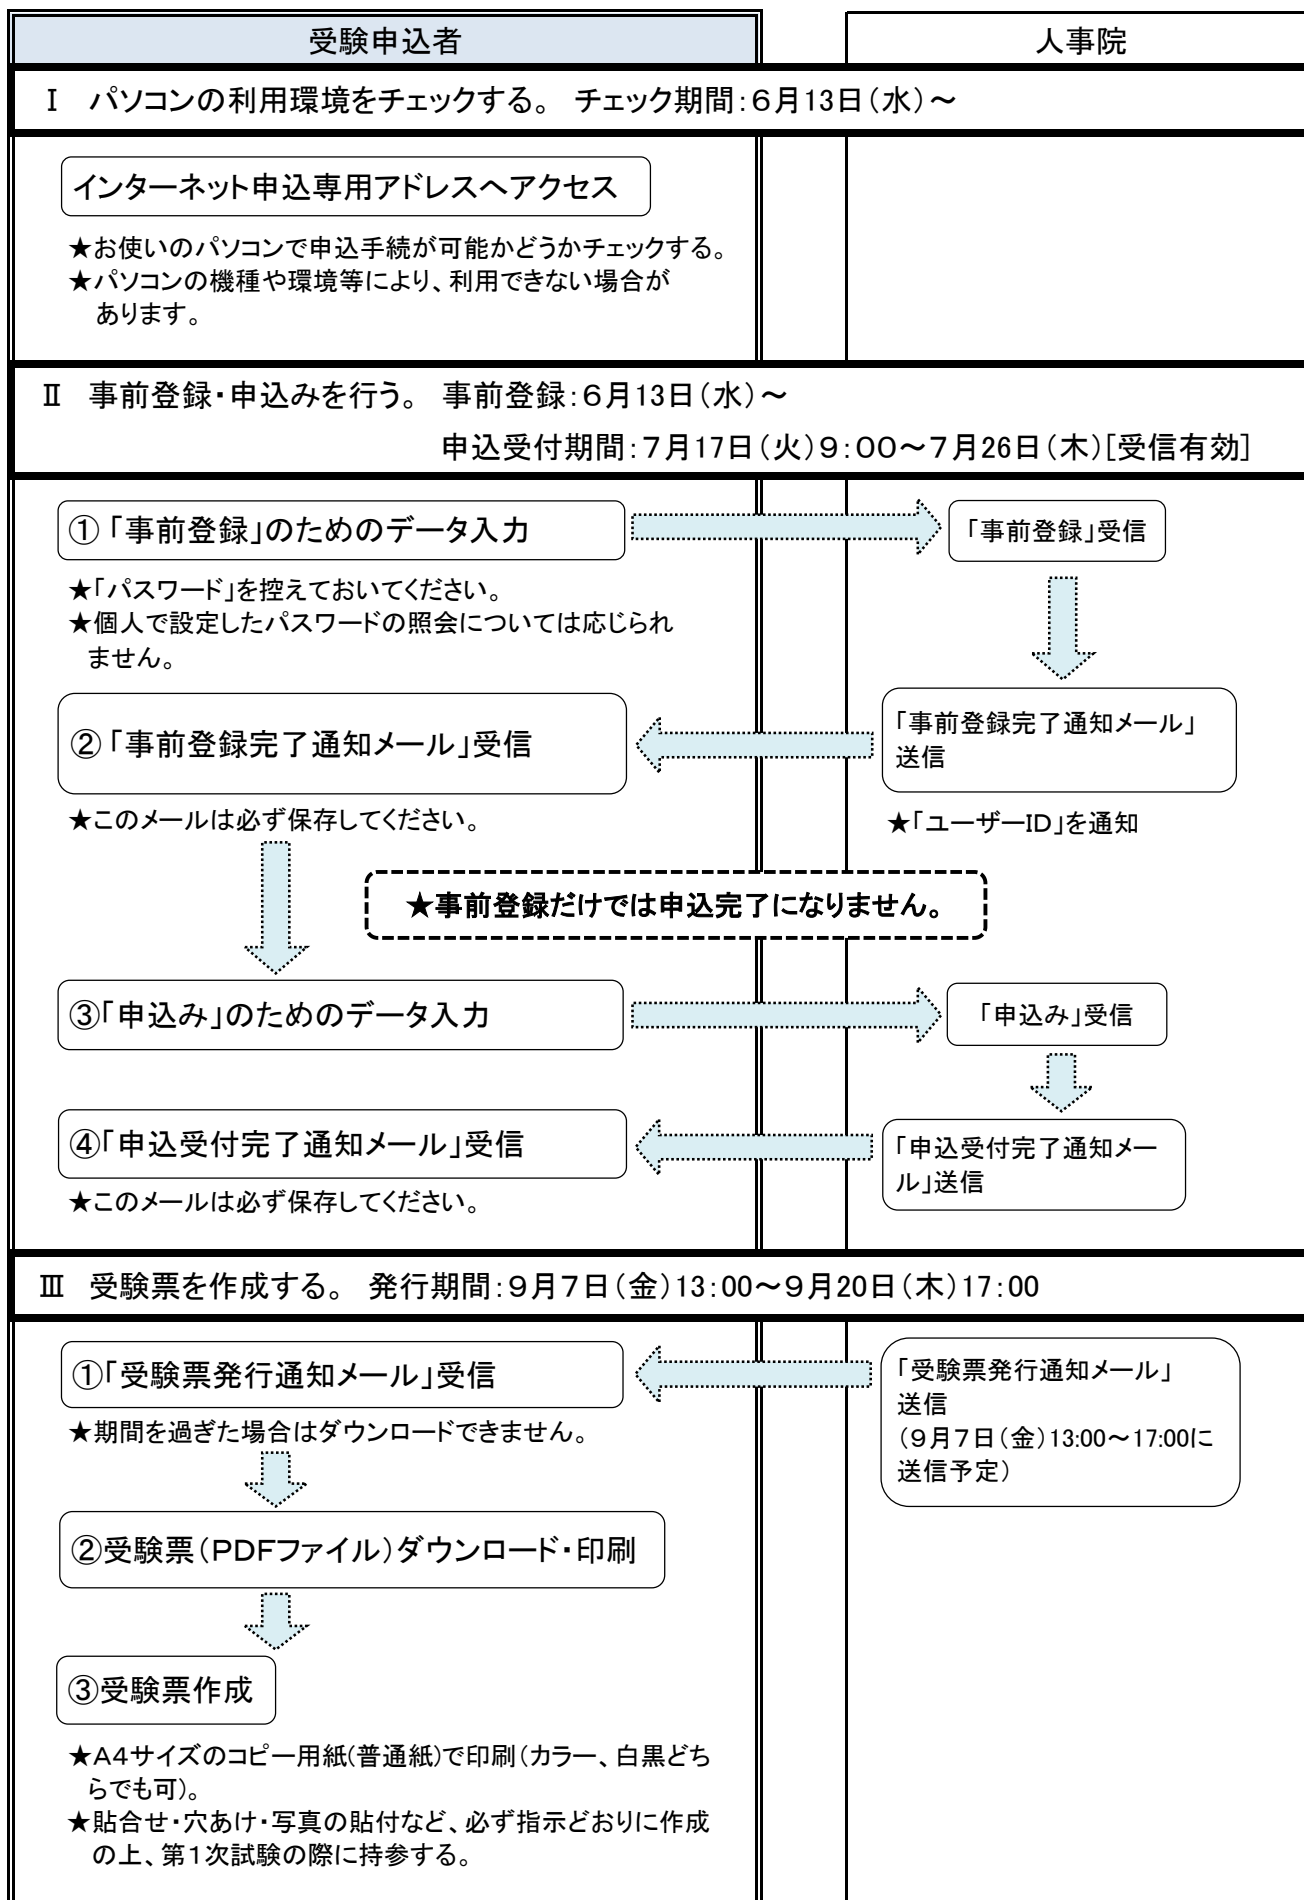 受験申込者
人事院
Ⅰ　パソコンの利用環境をチェックする。　チェック期間：６月13日（水）～
インターネット申込専用アドレスへアクセス
★お使いのパソコンで申込手続が可能かどうかチェックする。
★パソコンの機種や環境等により、利用できない場合が
あります。
Ⅱ　事前登録・申込みを行う。　事前登録：６月13日（水）～
申込受付期間：７月17日（火）９：００～７月26日（木）[受信有効]
①「事前登録」のためのデータ入力
「事前登録」受信
★「パスワード」を控えておいてください。
★個人で設定したパスワードの照会については応じられ
ません。
②「事前登録完了通知メール」受信
「事前登録完了通知メール」
送信
★このメールは必ず保存してください。
★「ユーザーID」を通知
★事前登録だけでは申込完了になりません。
③「申込み」のためのデータ入力
「申込み」受信
④「申込受付完了通知メール」受信
「申込受付完了通知メー
ル」送信
★このメールは必ず保存してください。
Ⅲ　受験票を作成する。　発行期間：９月７日（金）13：00～９月20日（木）17：00
①「受験票発行通知メール」受信
「受験票発行通知メール」
送信
（９月７日（金）13:00～17:00に
送信予定）
★期間を過ぎた場合はダウンロードできません。
②受験票（ＰＤＦファイル）ダウンロード・印刷
③受験票作成
★Ａ４サイズのコピー用紙(普通紙)で印刷（カラー、白黒どち
らでも可）。
★貼合せ・穴あけ・写真の貼付など、必ず指示どおりに作成
の上、第１次試験の際に持参する。